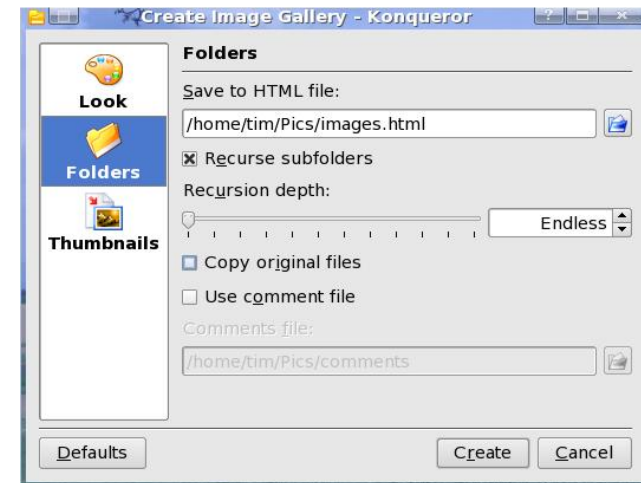 Create Image Gallery - Konqueror
Look
Folders
Thumbnails
Folders
Save to HTML file:
/home/tim/Pics/images.html
Recurse subfolders
Recursion depth:
Endless
Copy original files
Use comment file
Comments file:
/home/tim/Pics/comments
Defaults
Create
Cancel